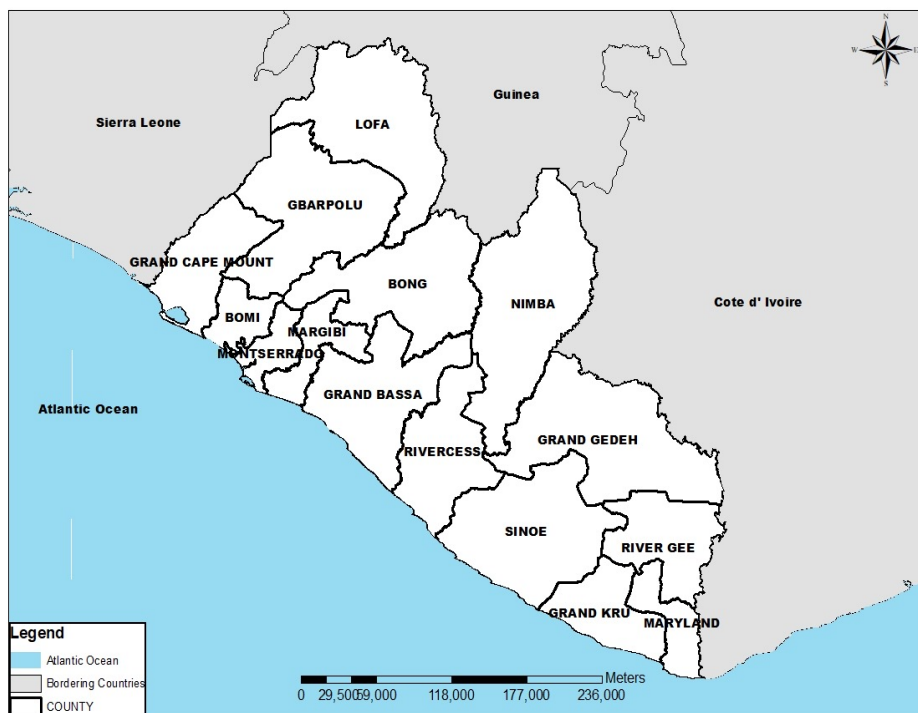 N
W
E
S
Guinea
Sierra Leone
LOFA
GBARPOLU
GRAND CAPE MOUNT
BONG
NIMBA
Cote d' Ivoire
BOMI
MARGIBI
MONTSERRADO
GRAND BASSA
Atlantic Ocean
GRAND GEDEH
RIVERCESS
SINOE
RIVER GEE
GRAND KRU
MARYLAND
Legend
Atlantic Ocean
Bordering Countries
COUNTY
Meters
0 29,500 59,000 118,000 177,000 236,000